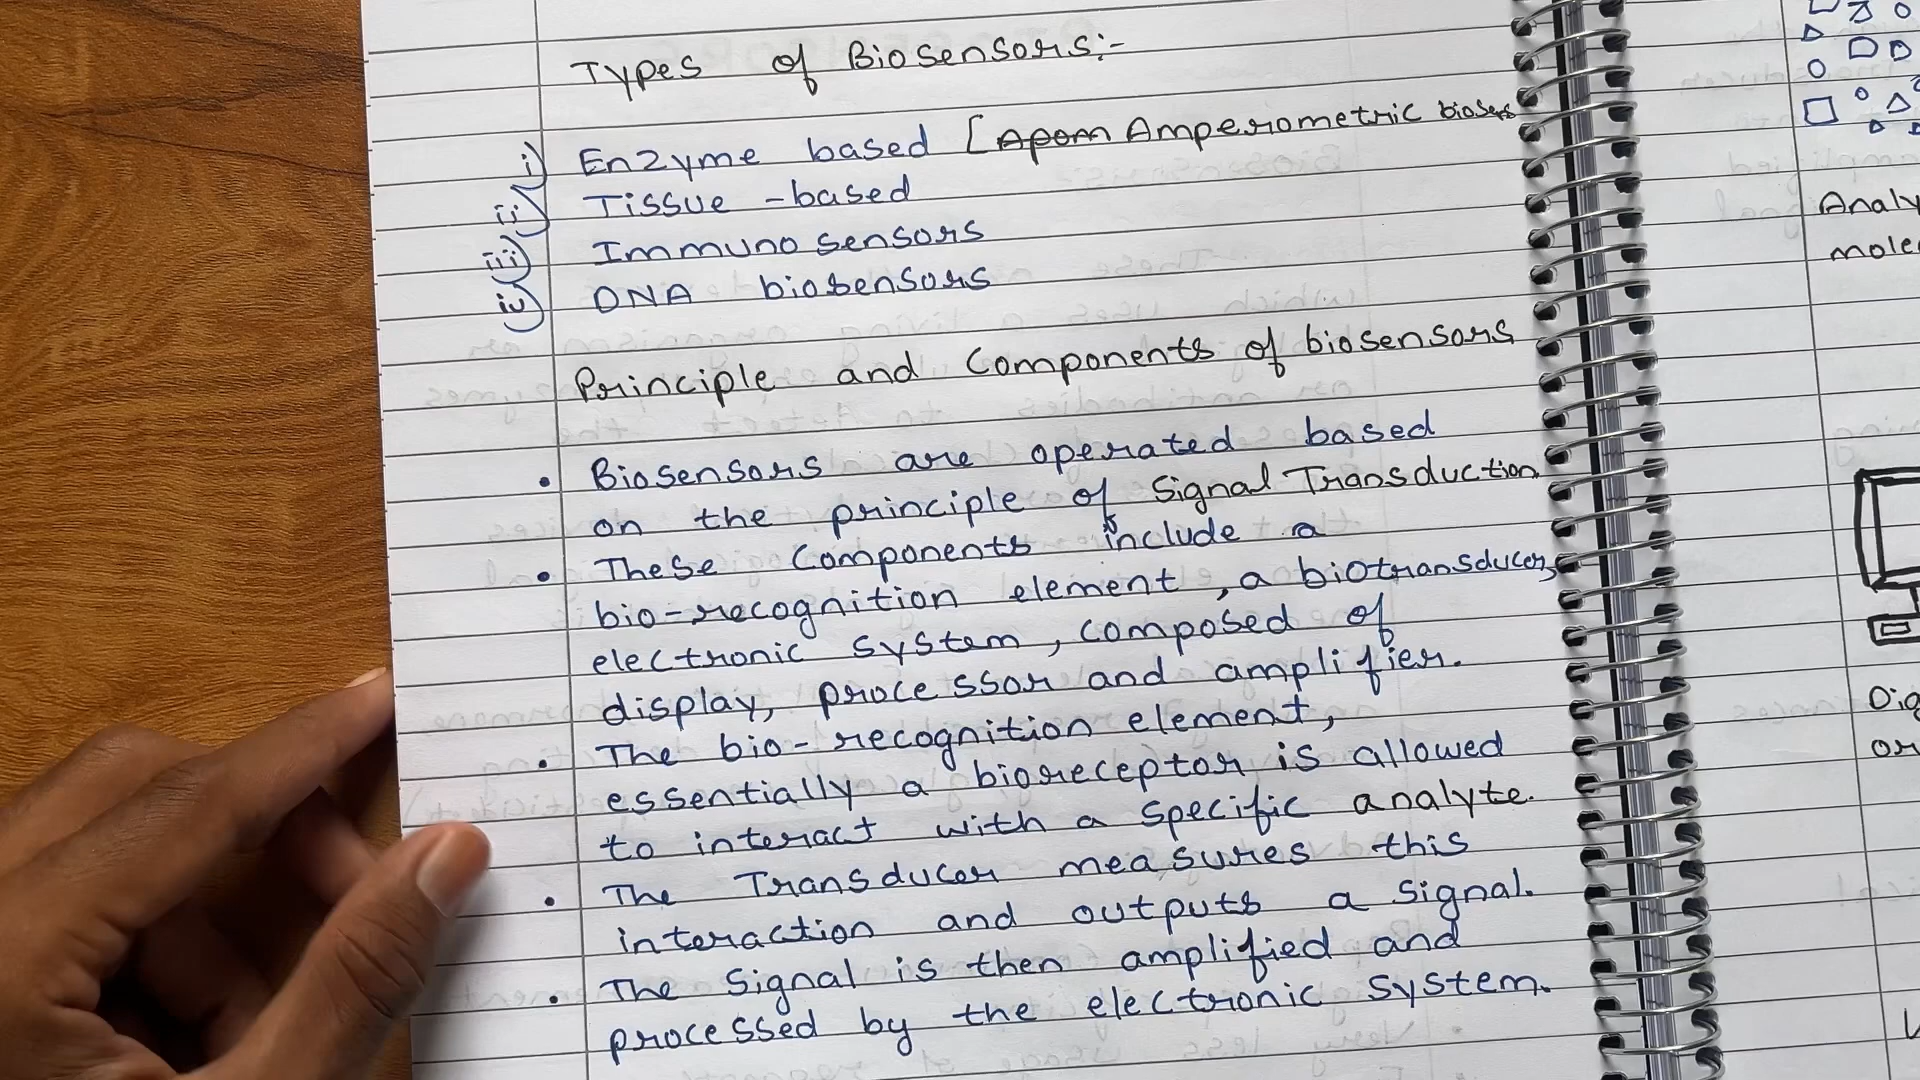 Types of Biosensors:-
i) Enzyme based [Amperometric
ii) Tissue -based
iii) Immuno sensors
iv) DNA biosensors
Principle and Components of biosensors
• Biosensors are operated based
on the principle of Signal Transduction.
• These Components include a
bio-recognition element, a biotransducer,
electronic system, composed of
display, processor and amplifier.
• The bio-recognition element,
essentially a bioreceptor is allowed
to interact with a specific analyte.
• The Transducer measures this
interaction and outputs a signal.
• The signal is then amplified and
processed by the electronic system.
Analy
mole
Dig
or